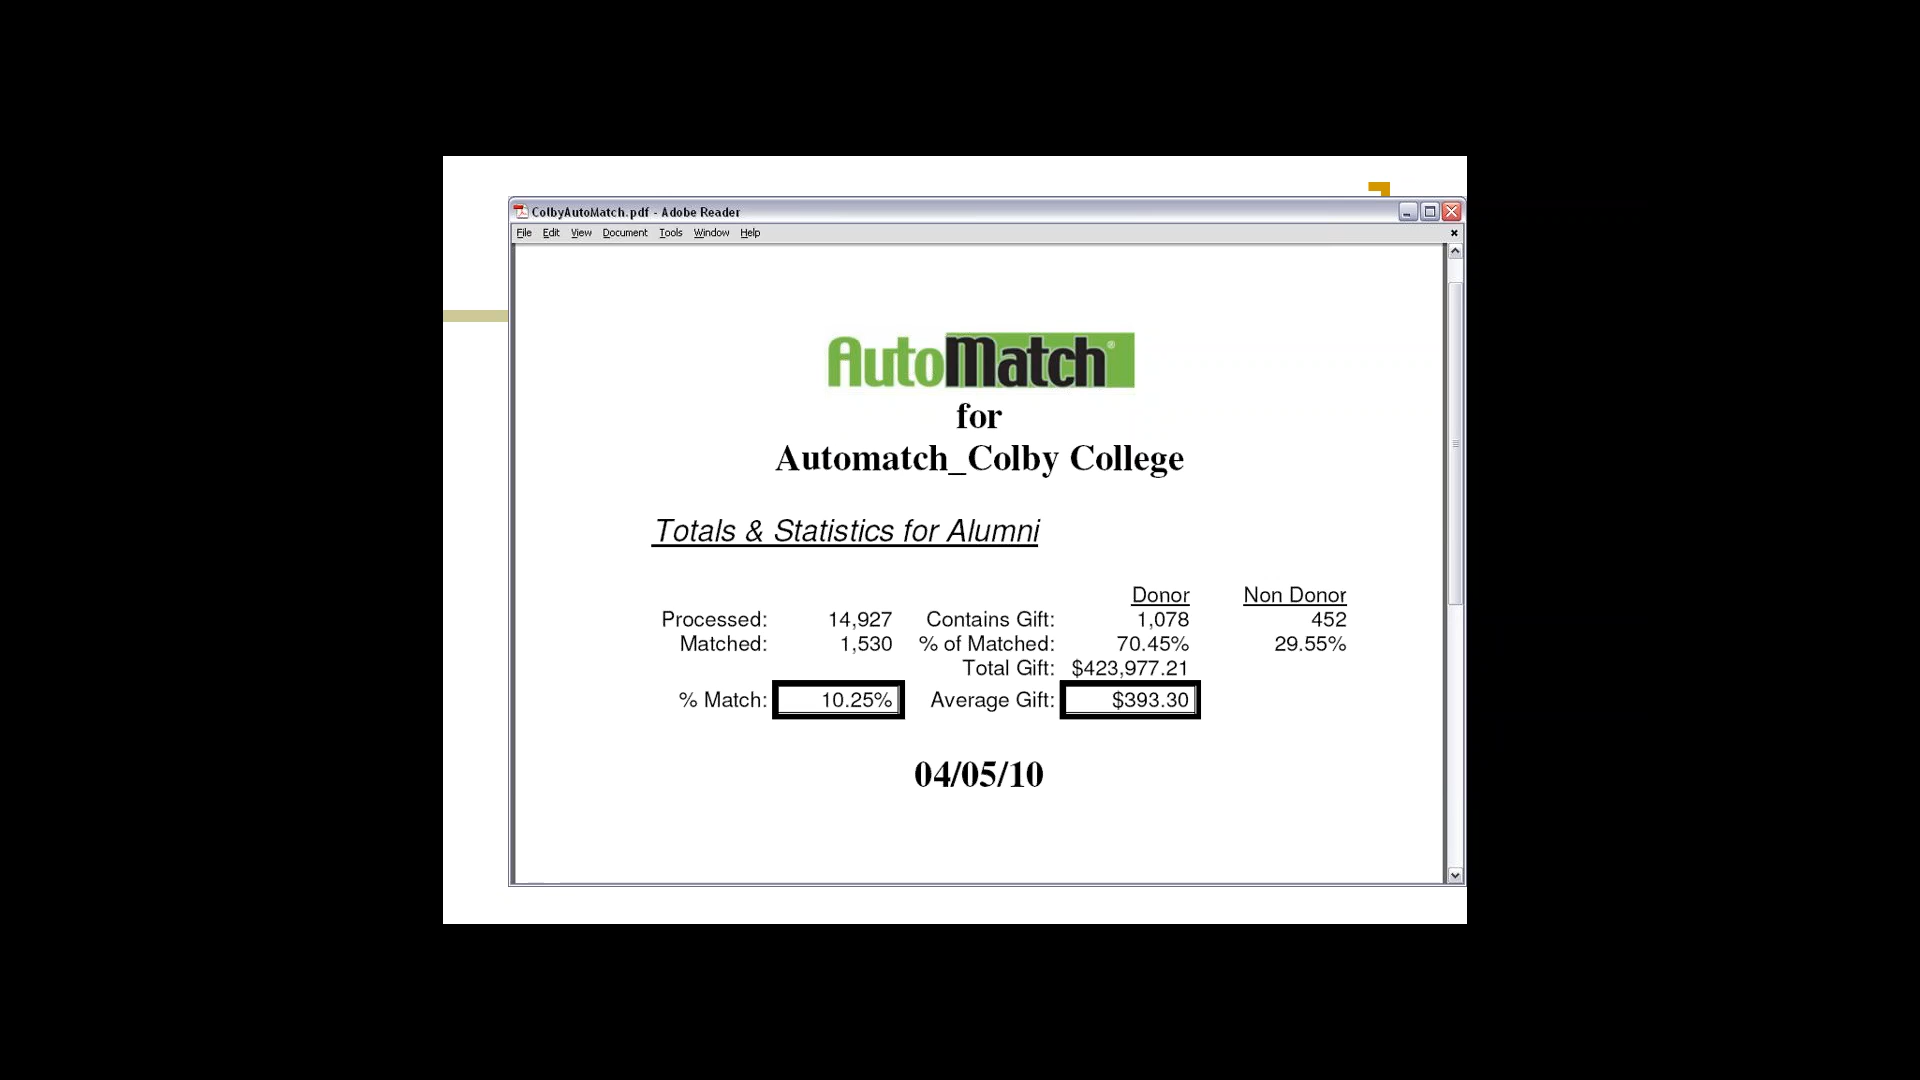 ColbyAutoMatch.pdf - Adobe Reader
File Edit View Document Tools Window Help
AutoMatch®
for
Automatch_Colby College
Totals & Statistics for Alumni
Donor Non Donor
Processed: 14,927 Contains Gift: 1,078 452
Matched: 1,530 % of Matched: 70.45% 29.55%
Total Gift: $423,977.21
% Match: 10.25% Average Gift: $393.30
04/05/10